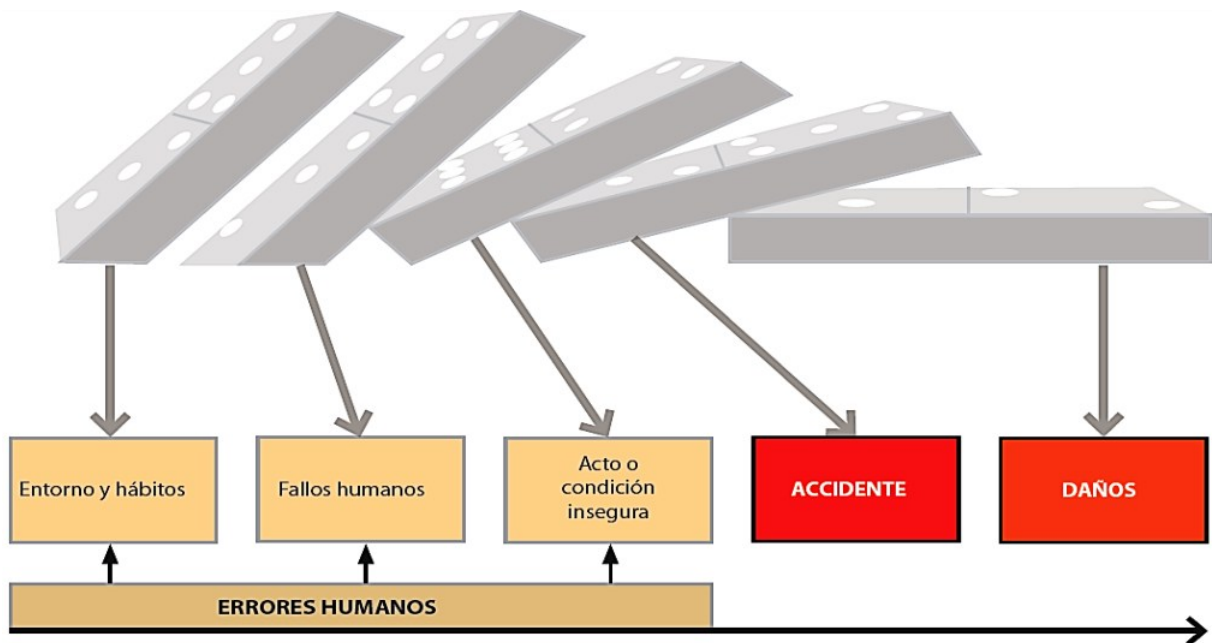 Entorno y hábitos
Fallos humanos
Acto o
condición
insegura
ACCIDENTE
DAÑOS
ERRORES HUMANOS